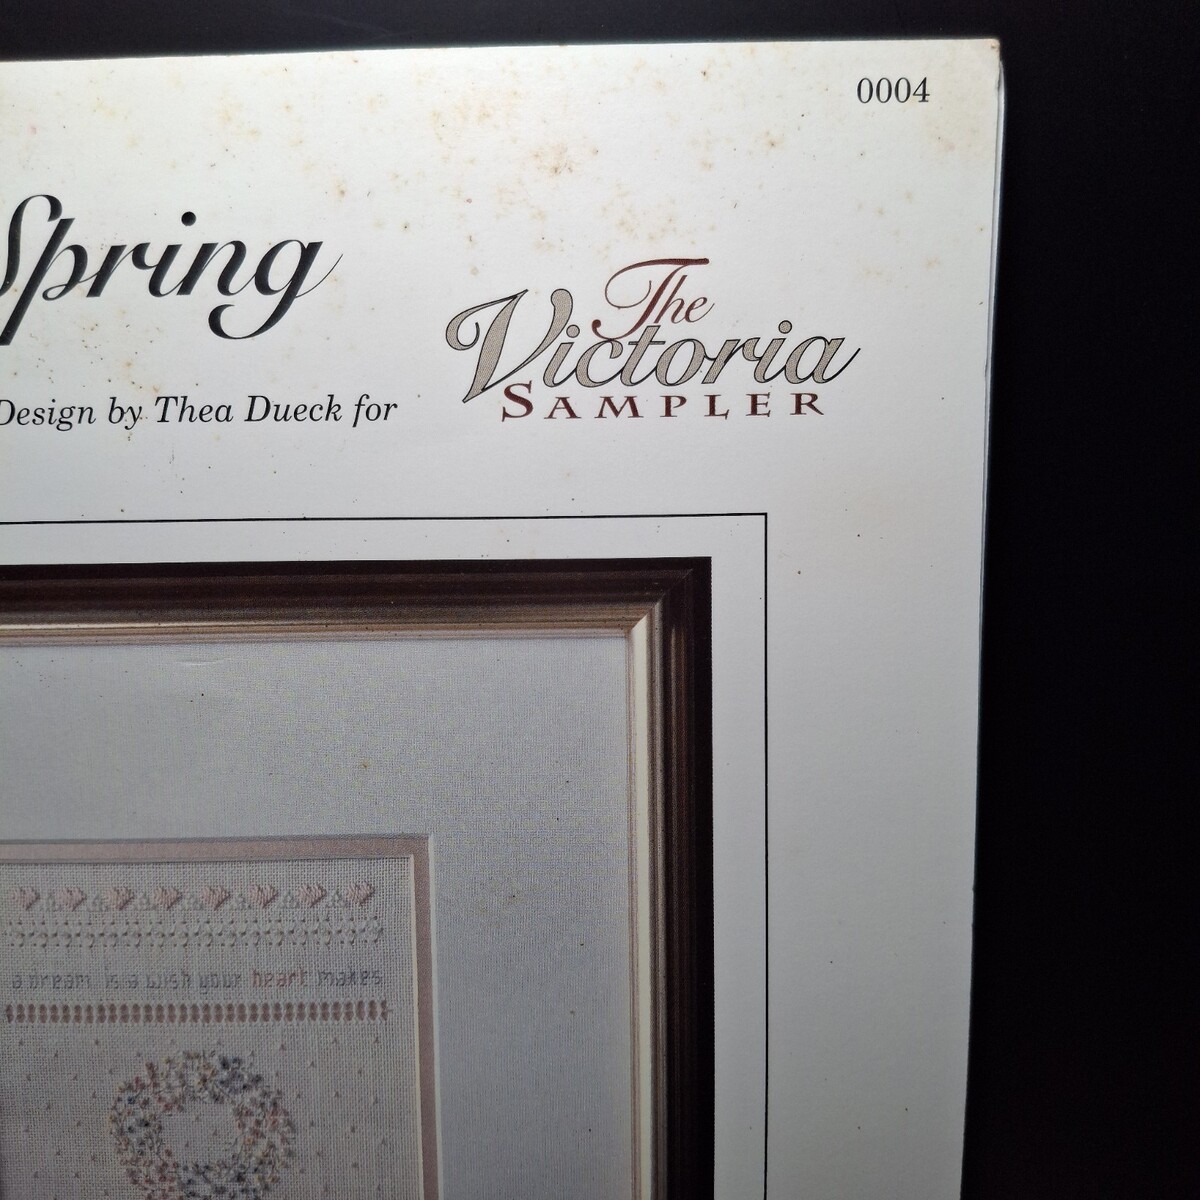 0004
Spring
Design by Thea Dueck for
The
Victoria
SAMPLER
a dream is a wish your heart makes